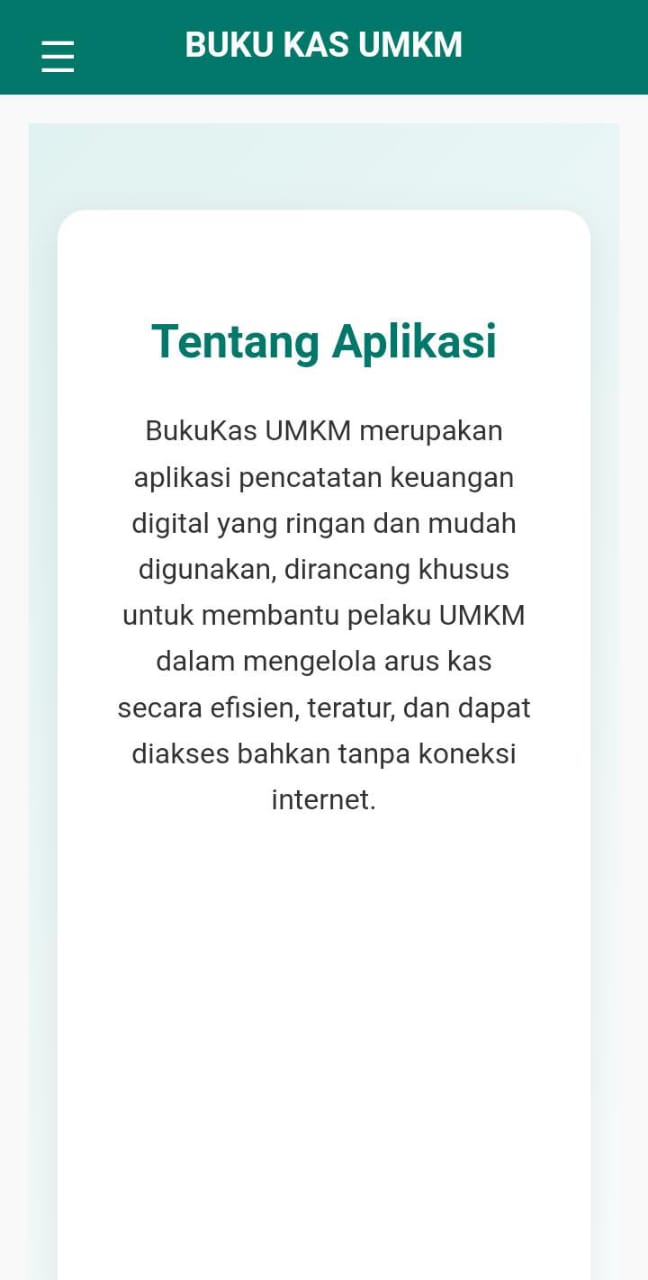 BUKU KAS UMKM
Tentang Aplikasi
BukuKas UMKM merupakan
aplikasi pencatatan keuangan
digital yang ringan dan mudah
digunakan, dirancang khusus
untuk membantu pelaku UMKM
dalam mengelola arus kas
secara efisien, teratur, dan dapat
diakses bahkan tanpa koneksi
internet.